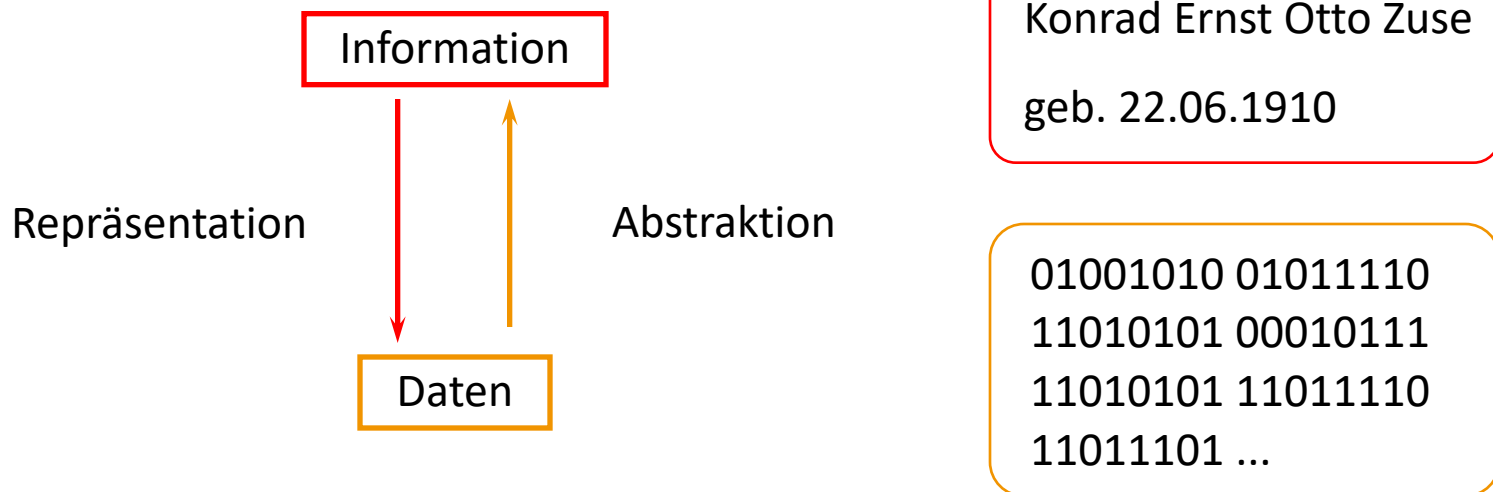 Information
Repräsentation
Abstraktion
Daten
Konrad Ernst Otto Zuse
geb. 22.06.1910
01001010 01011110
11010101 00010111
11010101 11011110
11011101 ...